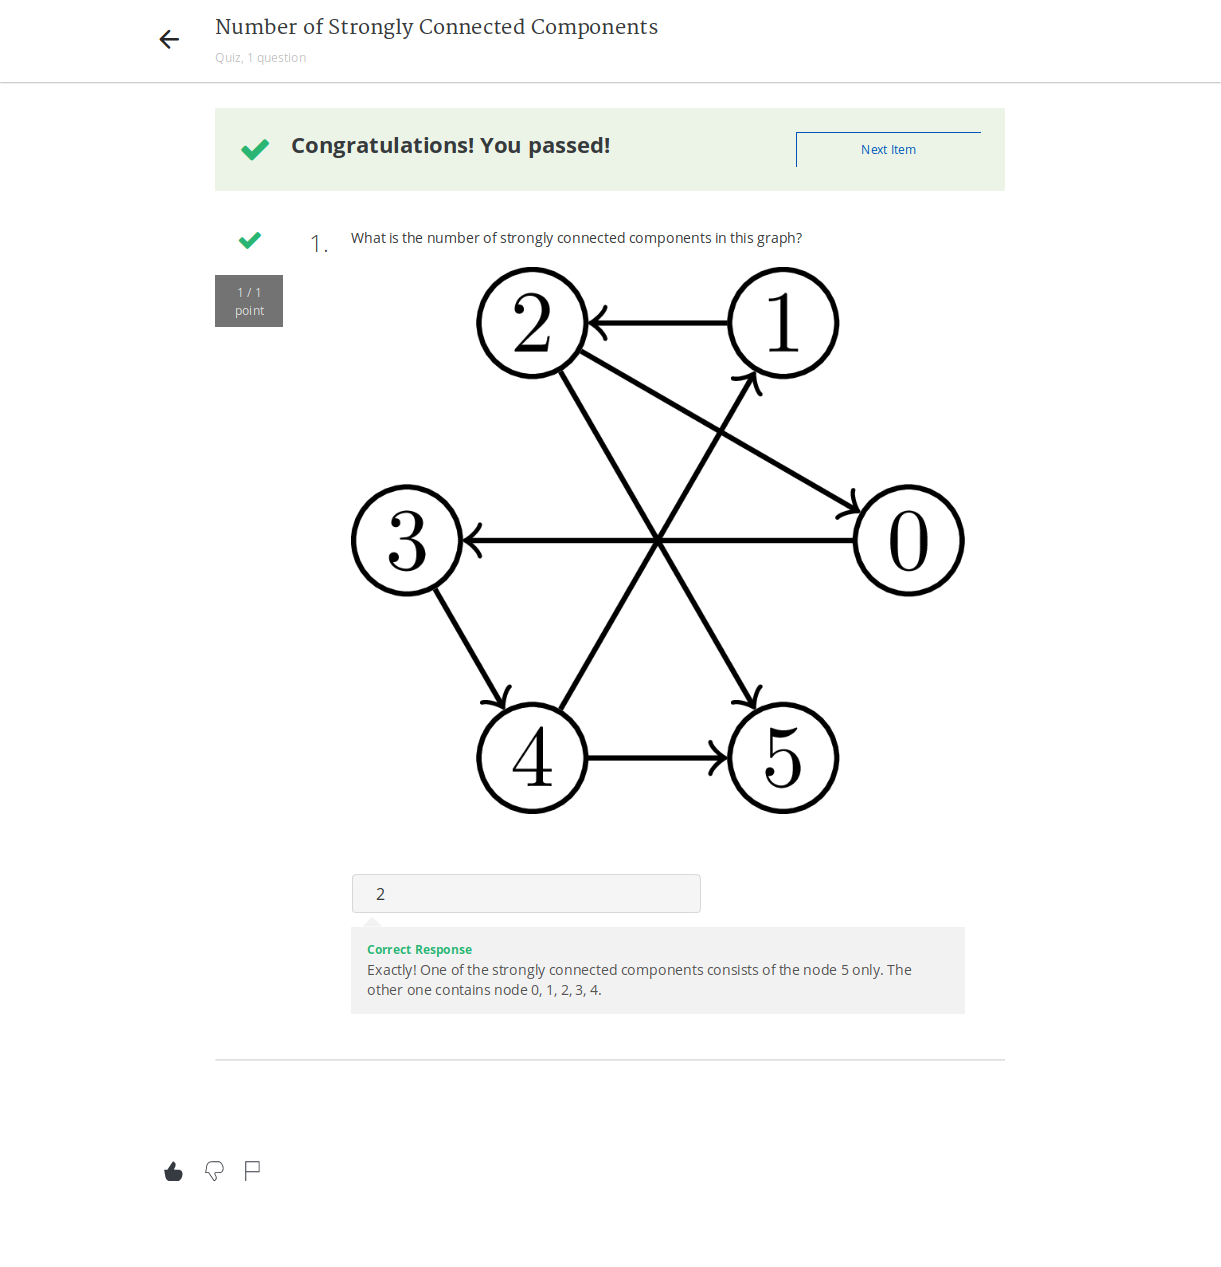 Number of Strongly Connected Components
Quiz, 1 question
Congratulations! You passed!
Next Item
1 / 1
point
1.
What is the number of strongly connected components in this graph?
2
1
3
0
4
5
2
Correct Response
Exactly! One of the strongly connected components consists of the node 5 only. The
other one contains node 0, 1, 2, 3, 4.